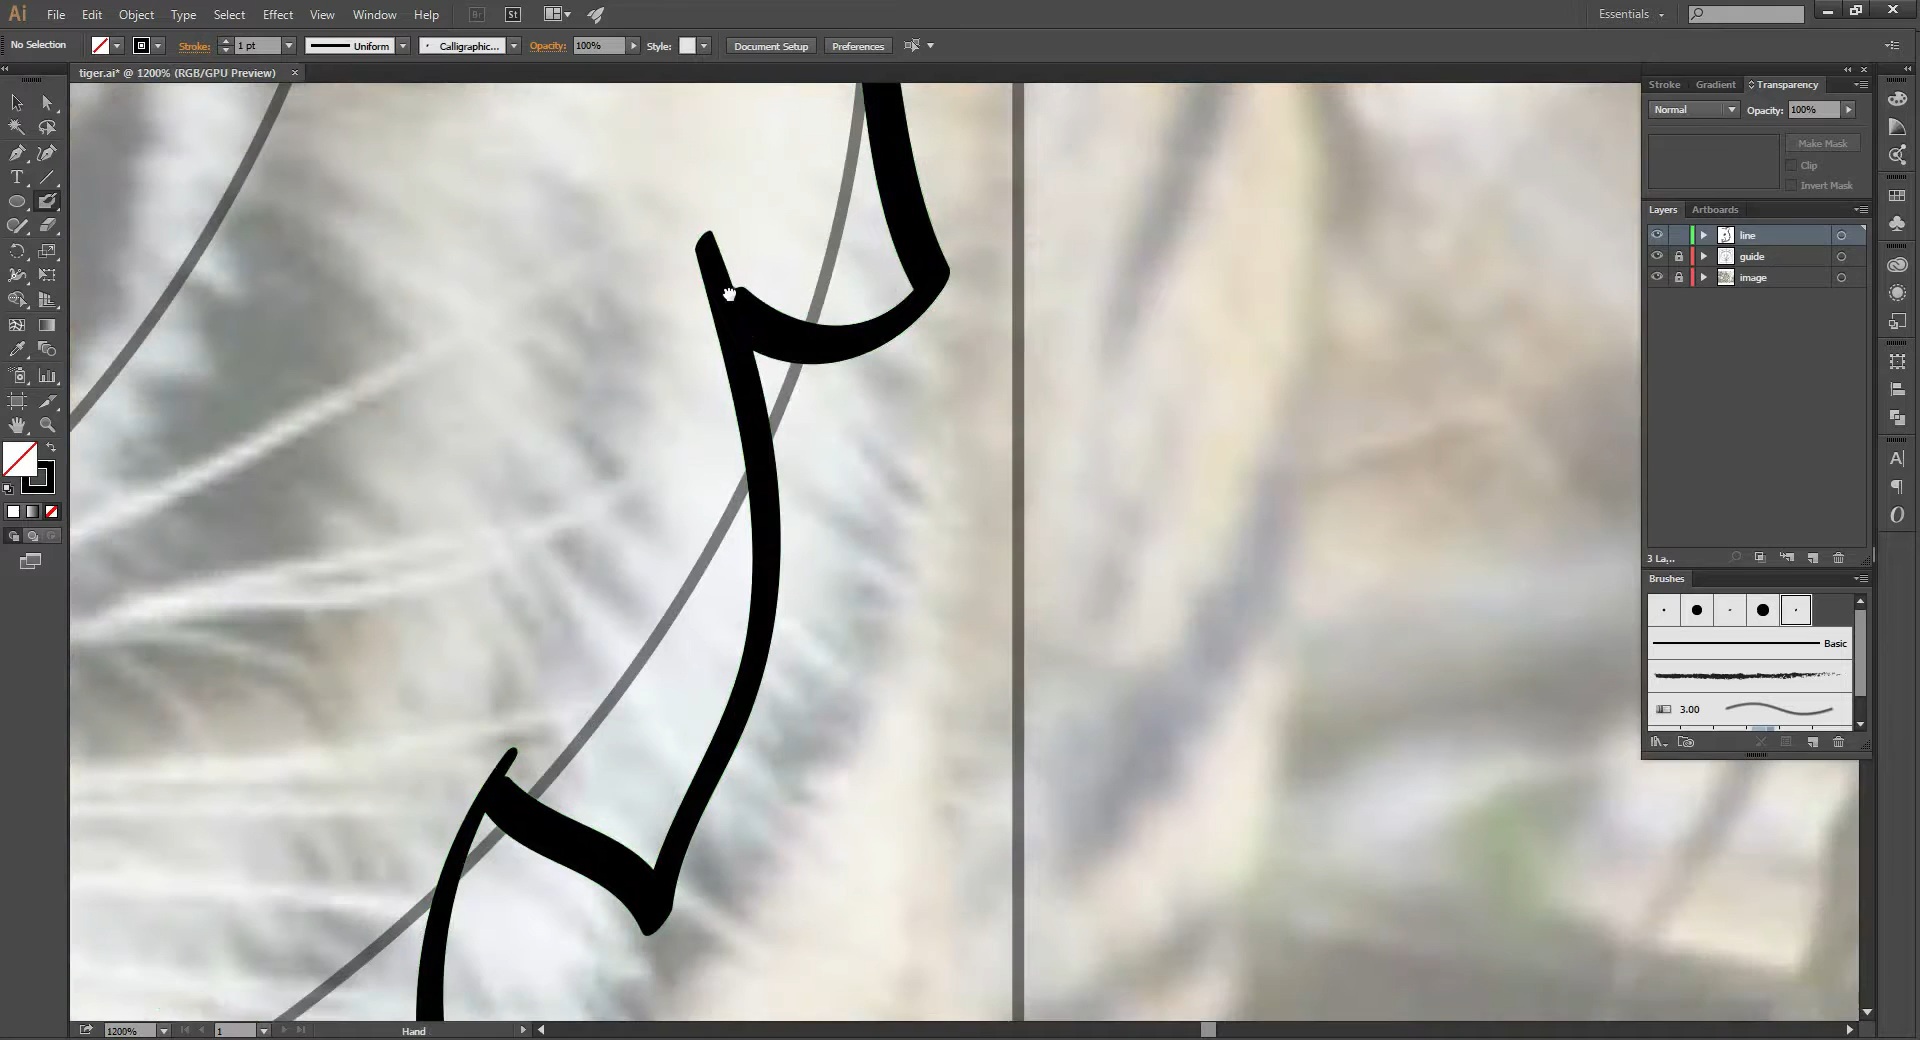 Ai File Edit Object Type Select Effect View Window Help Br St Essentials
No Selection Stroke: 1 pt Uniform Calligraphic... Opacity: 100% Style: Document Setup Preferences
tiger.ai* @ 1200% (RGB/GPU Preview) ×
Stroke Gradient Transparency
Normal Opacity: 100%
Make Mask
Clip
Invert Mask
Layers Artboards
line
guide
image
3 La...
Brushes
Basic
3.00
1200% 1 Hand